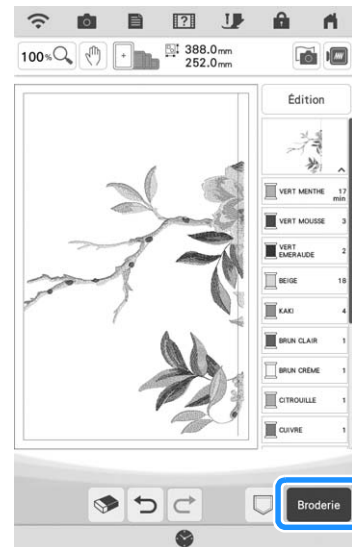 100% 388.0mm
252.0mm
Édition
VERT MENTHE 17 min
VERT MOUSSE 3
VERT EMERAUDE 2
BEIGE 18
KAKI 4
BRUN CLAIR 1
BRUN CRÈME 1
CITROUILLE 1
CUIVRE 1
Broderie